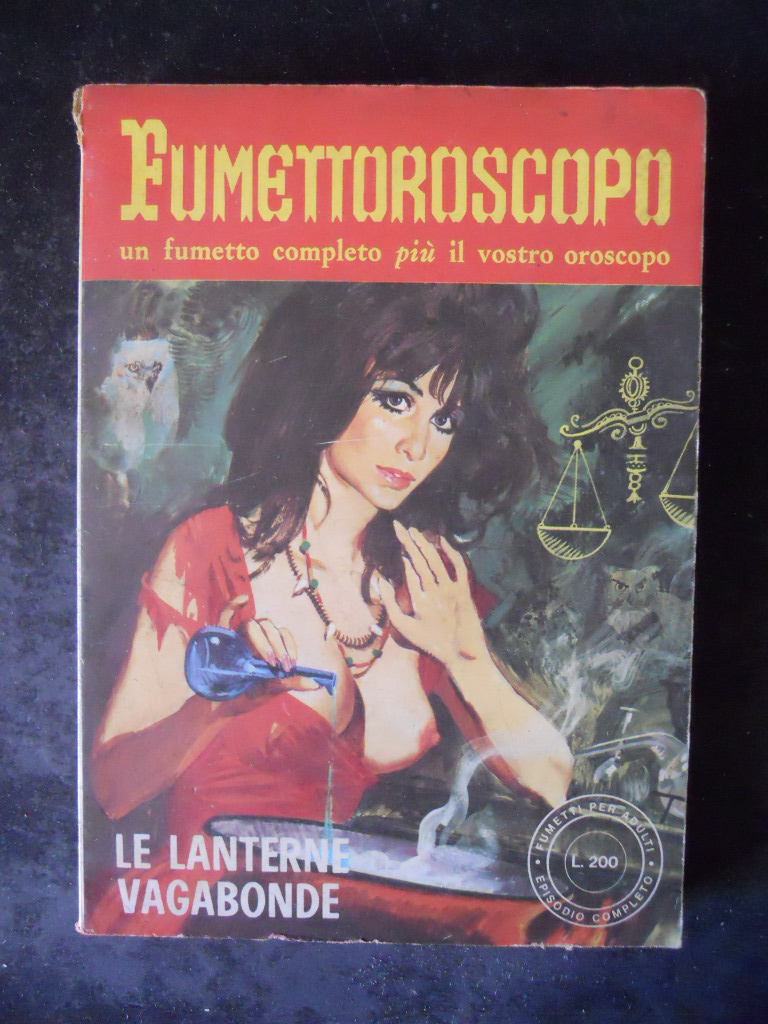 FUMETTOROSCOPO
un fumetto completo più il vostro oroscopo
LE LANTERNE
VAGABONDE
FUMETTI PER ADULTI
L. 200
EPISODIO COMPLETO